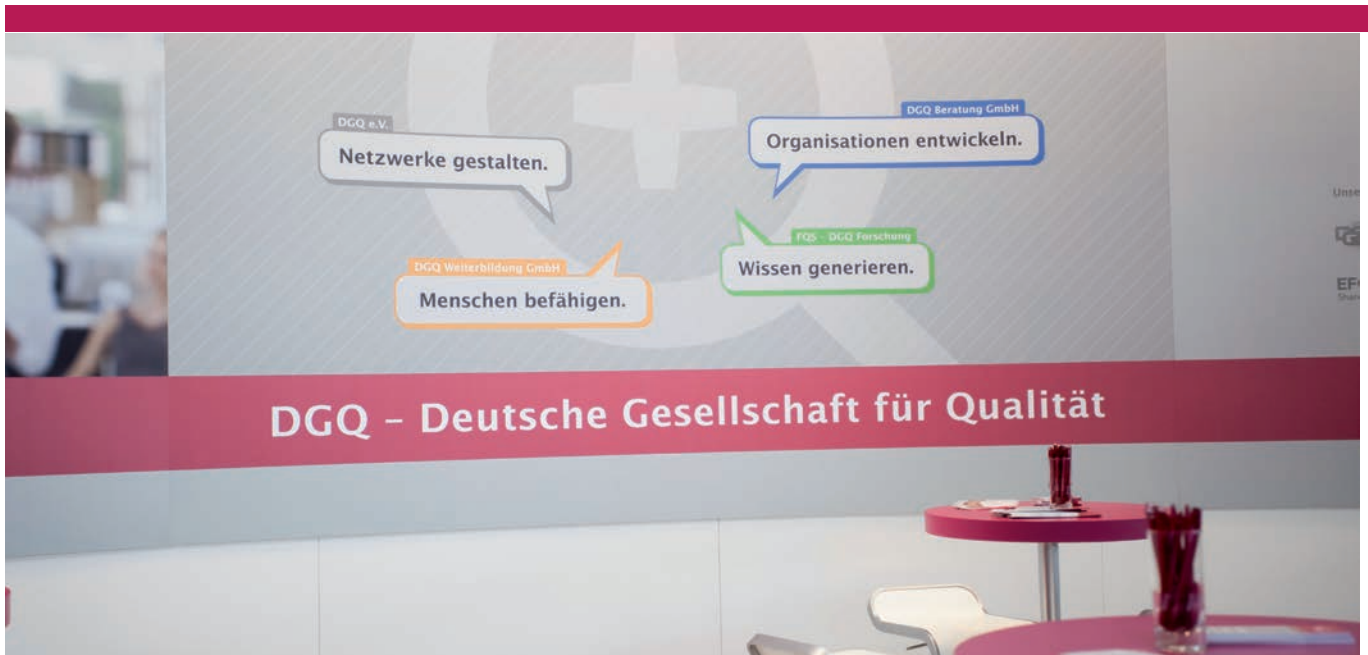 DGQ e.V.
Netzwerke gestalten.
DGQ Beratung GmbH
Organisationen entwickeln.
DGQ Weiterbildung GmbH
Menschen befähigen.
FQS - DGQ Forschung
Wissen generieren.
DGQ – Deutsche Gesellschaft für Qualität